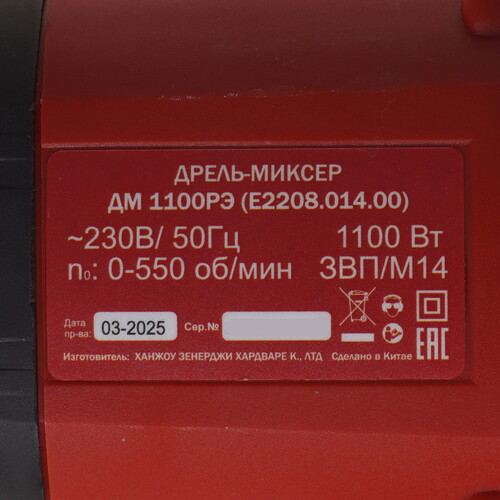 ДРЕЛЬ-МИКСЕР
ДМ 1100РЭ (E2208.014.00)
~230В/ 50Гц 1100 Вт
n₀: 0-550 об/мин ЗВП/М14
Дата
пр-ва: 03-2025 Сер.№
Изготовитель: ХАНЖОУ ЗЕНЕРДЖИ ХАРДВАРЕ К., ЛТД Сделано в Китае EAC